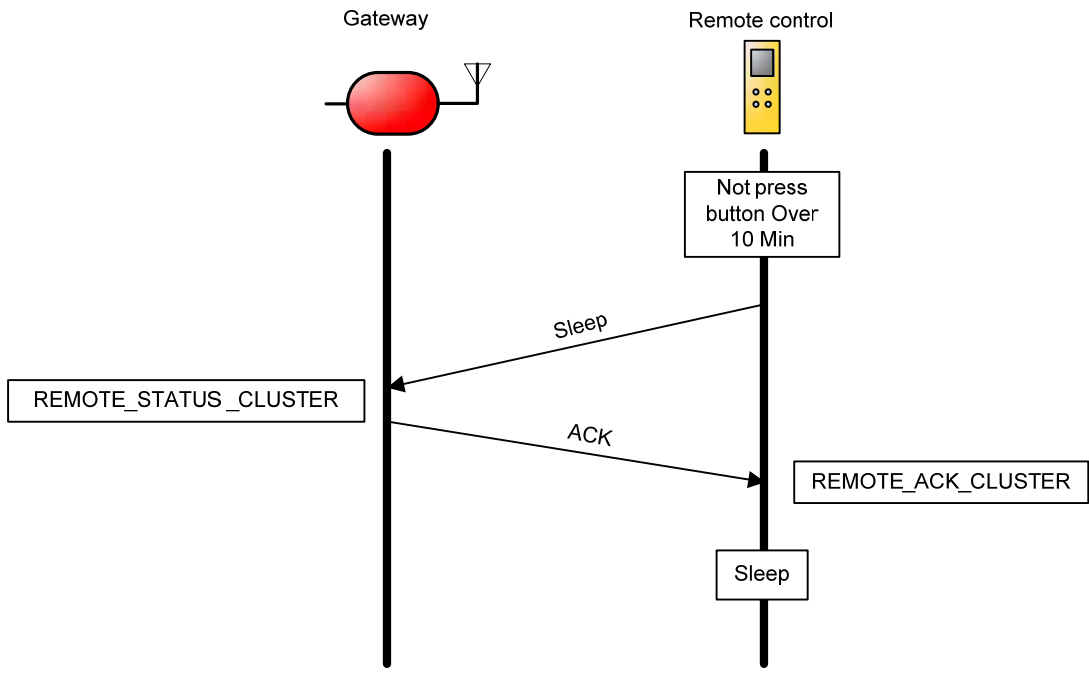 Gateway
Remote control
Not press
button Over
10 Min
Sleep
REMOTE_STATUS _CLUSTER
ACK
REMOTE_ACK_CLUSTER
Sleep